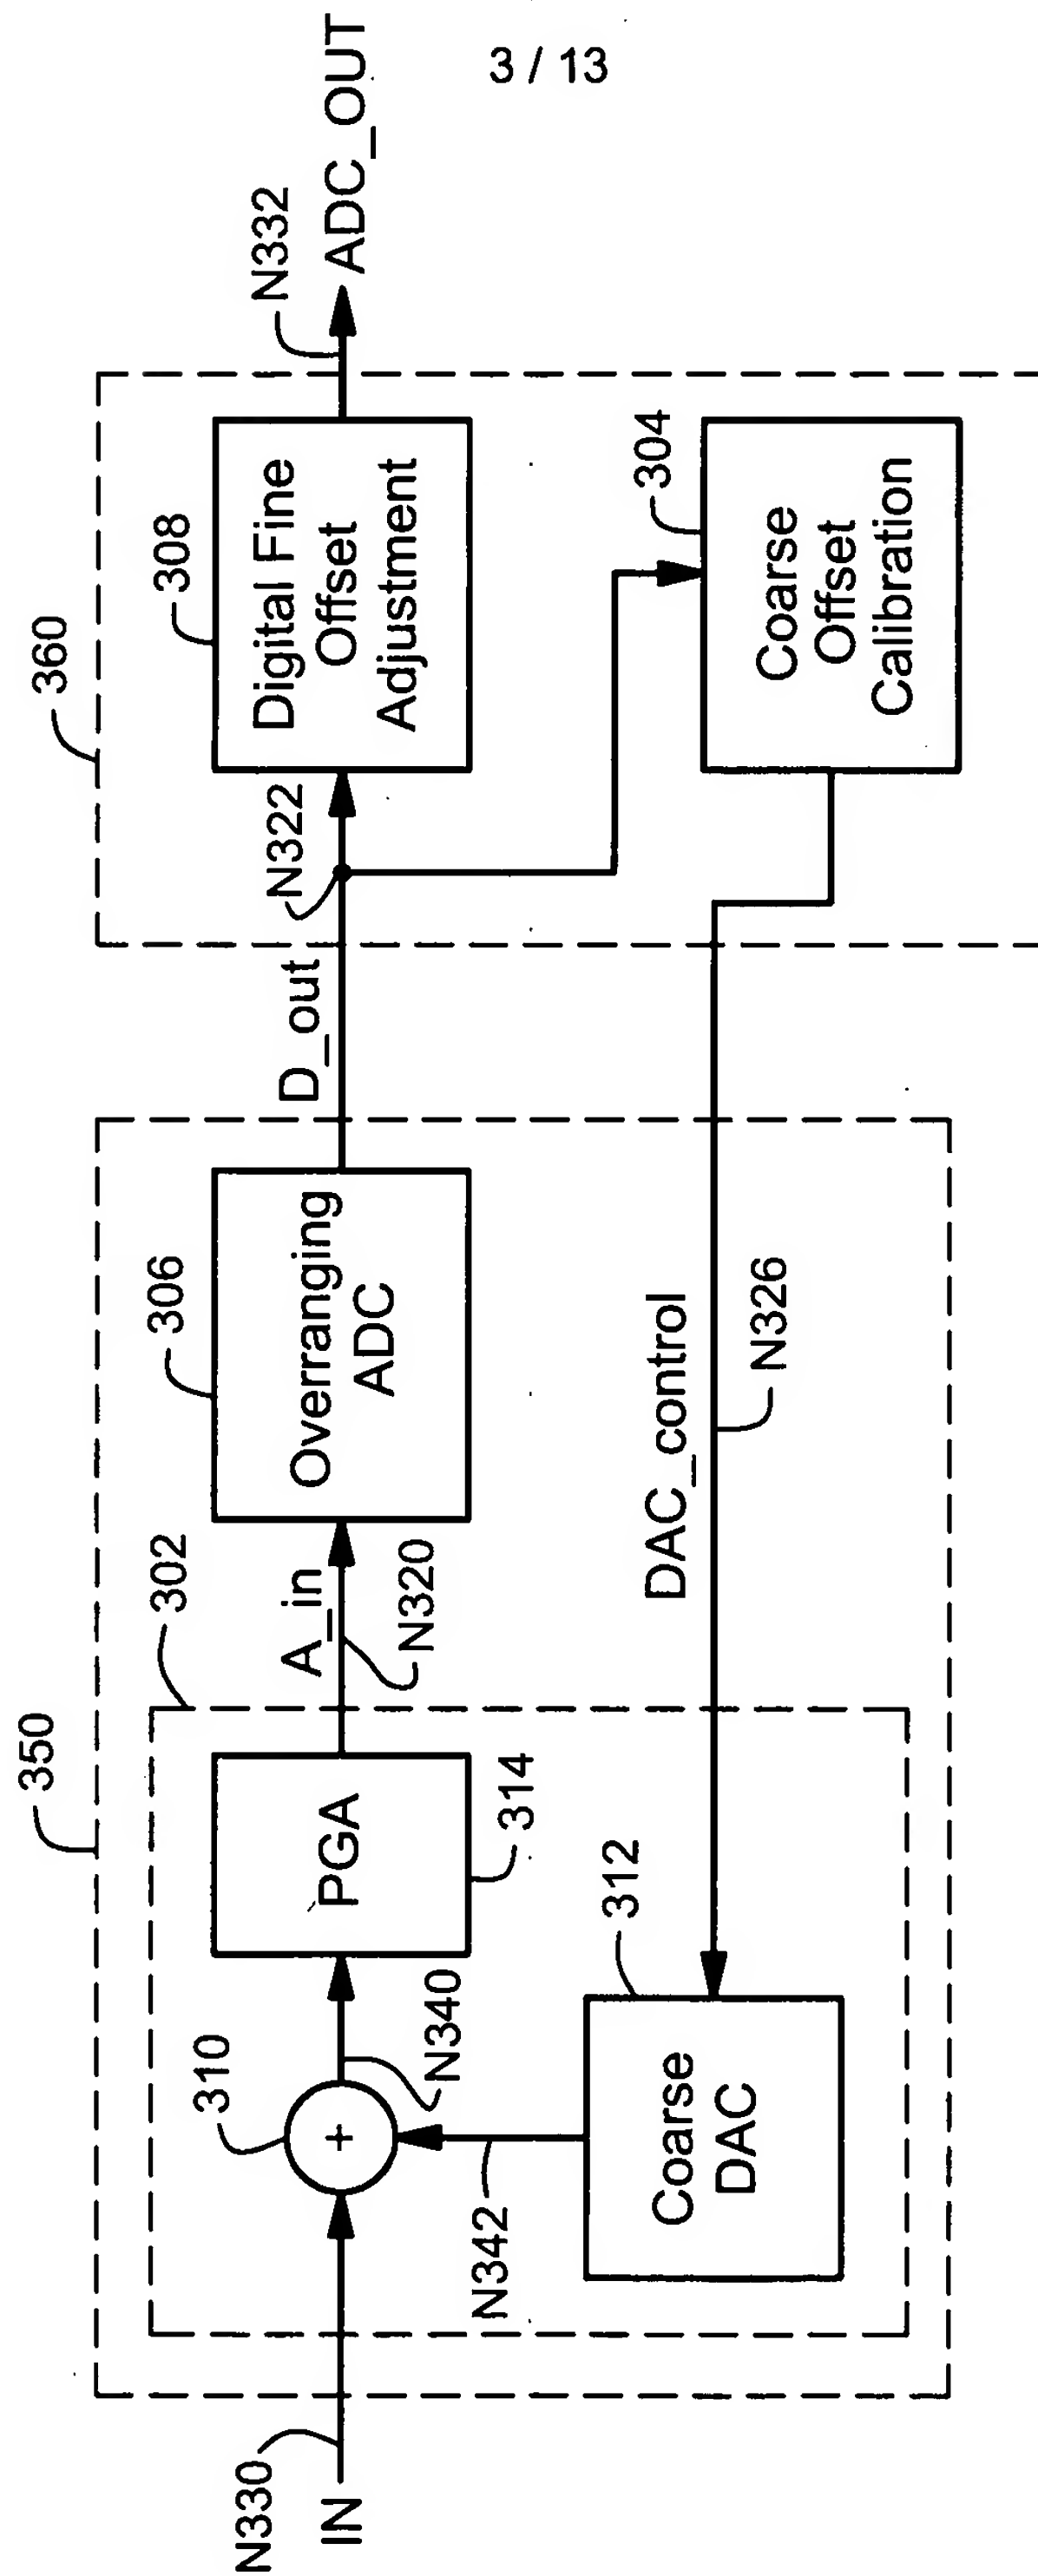 3 / 13
350
302
306
360
308
N332
ADC_OUT
N330
IN
310
+
N340
PGA
314
A_in
N320
Overranging
ADC
D_out
N322
Digital Fine
Offset
Adjustment
N342
312
Coarse
DAC
DAC_control
N326
304
Coarse
Offset
Calibration